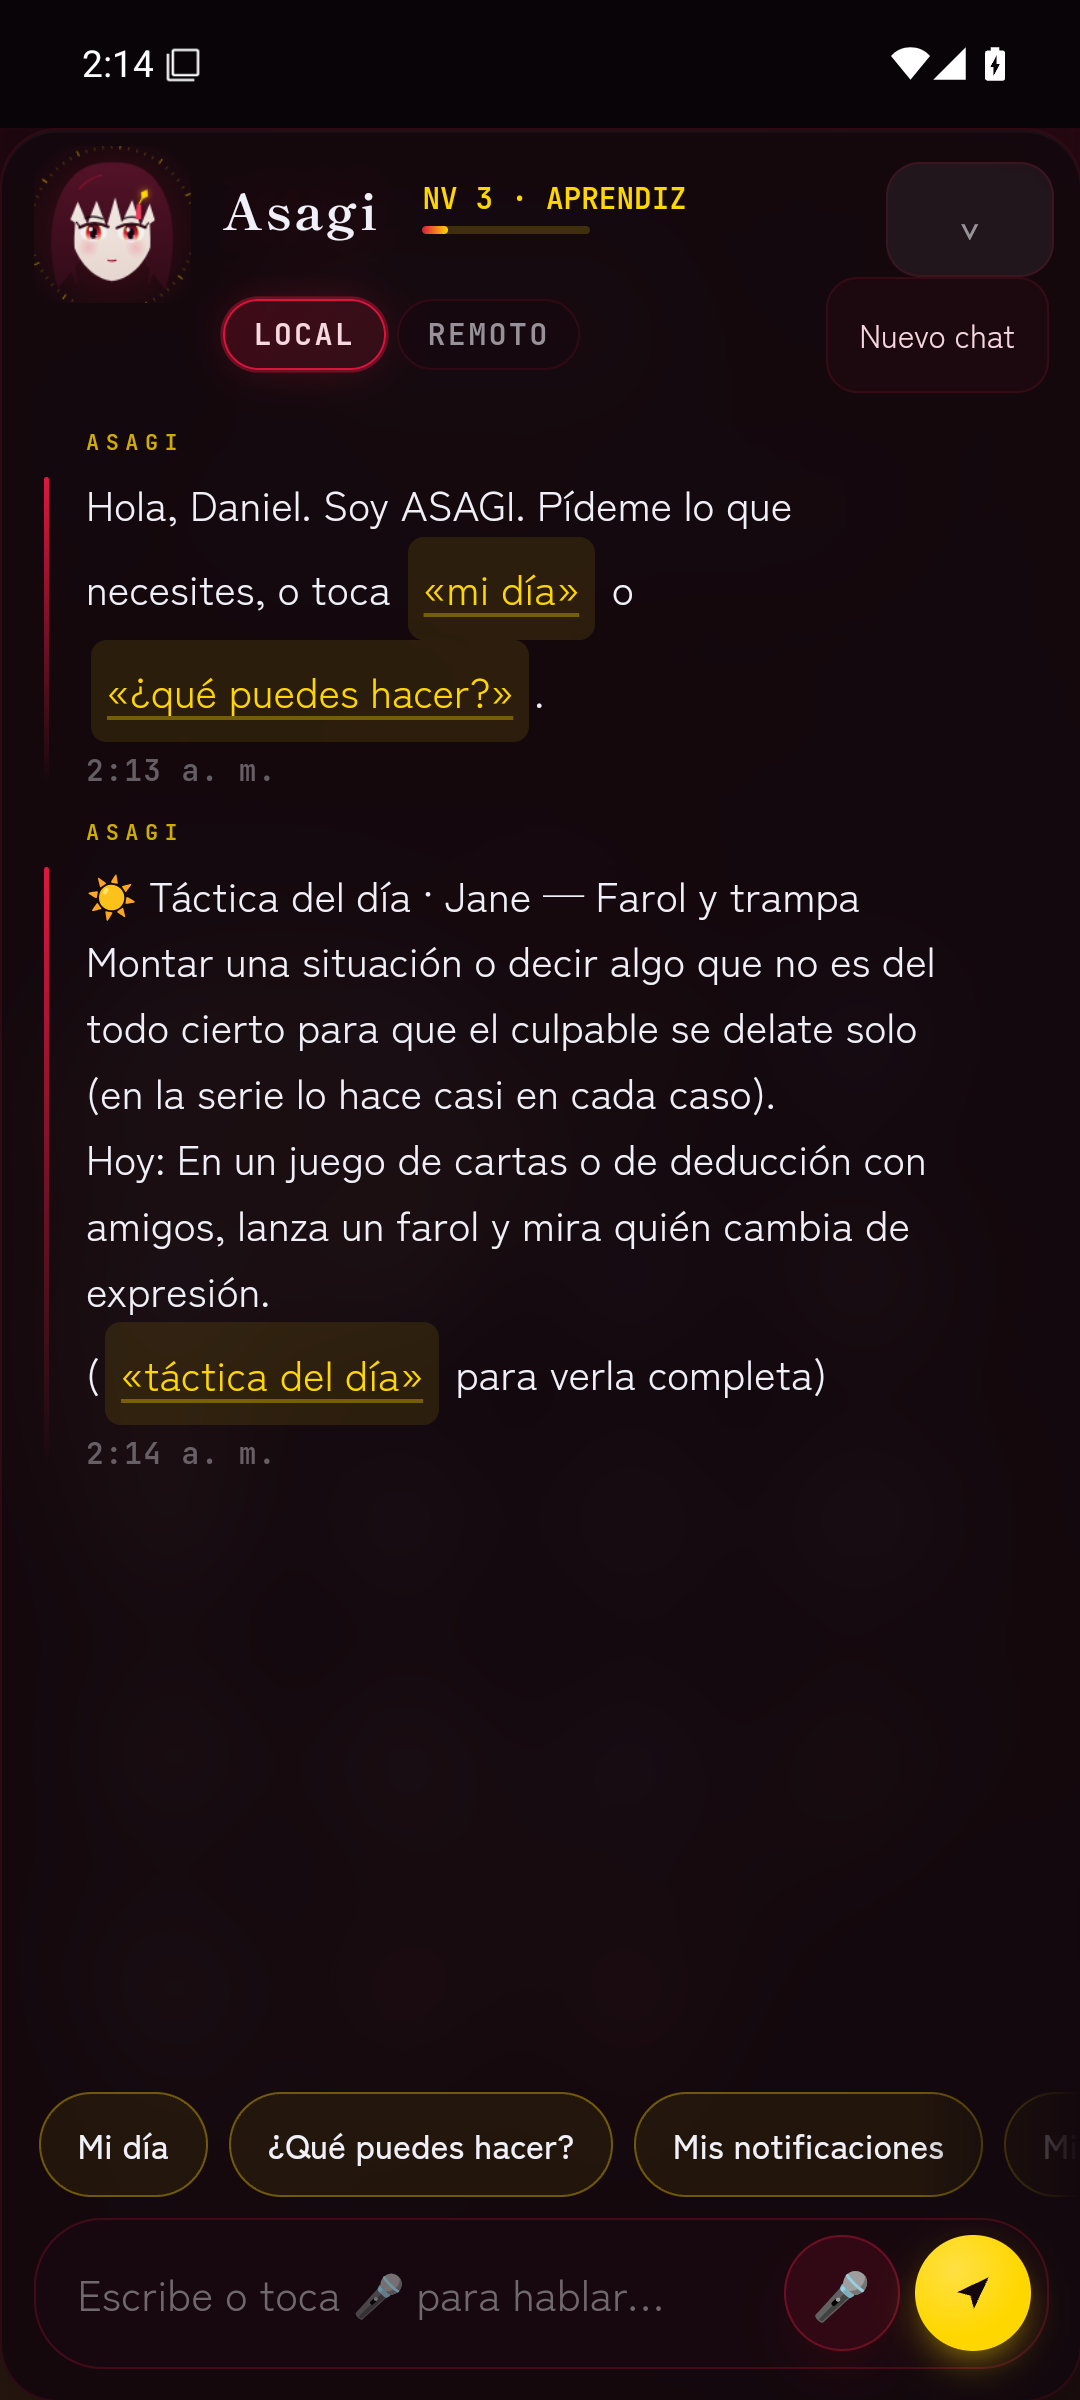 2:14
Asagi
NV 3 · APRENDIZ
LOCAL
REMOTO
Nuevo chat
ASAGI
Hola, Daniel. Soy ASAGI. Pídeme lo que
necesites, o toca «mi día» o
«¿qué puedes hacer?».
2:13 a. m.
ASAGI
☀️ Táctica del día · Jane — Farol y trampa
Montar una situación o decir algo que no es del
todo cierto para que el culpable se delate solo
(en la serie lo hace casi en cada caso).
Hoy: En un juego de cartas o de deducción con
amigos, lanza un farol y mira quién cambia de
expresión.
(«táctica del día» para verla completa)
2:14 a. m.
Mi día
¿Qué puedes hacer?
Mis notificaciones
Escribe o toca 🎤 para hablar...